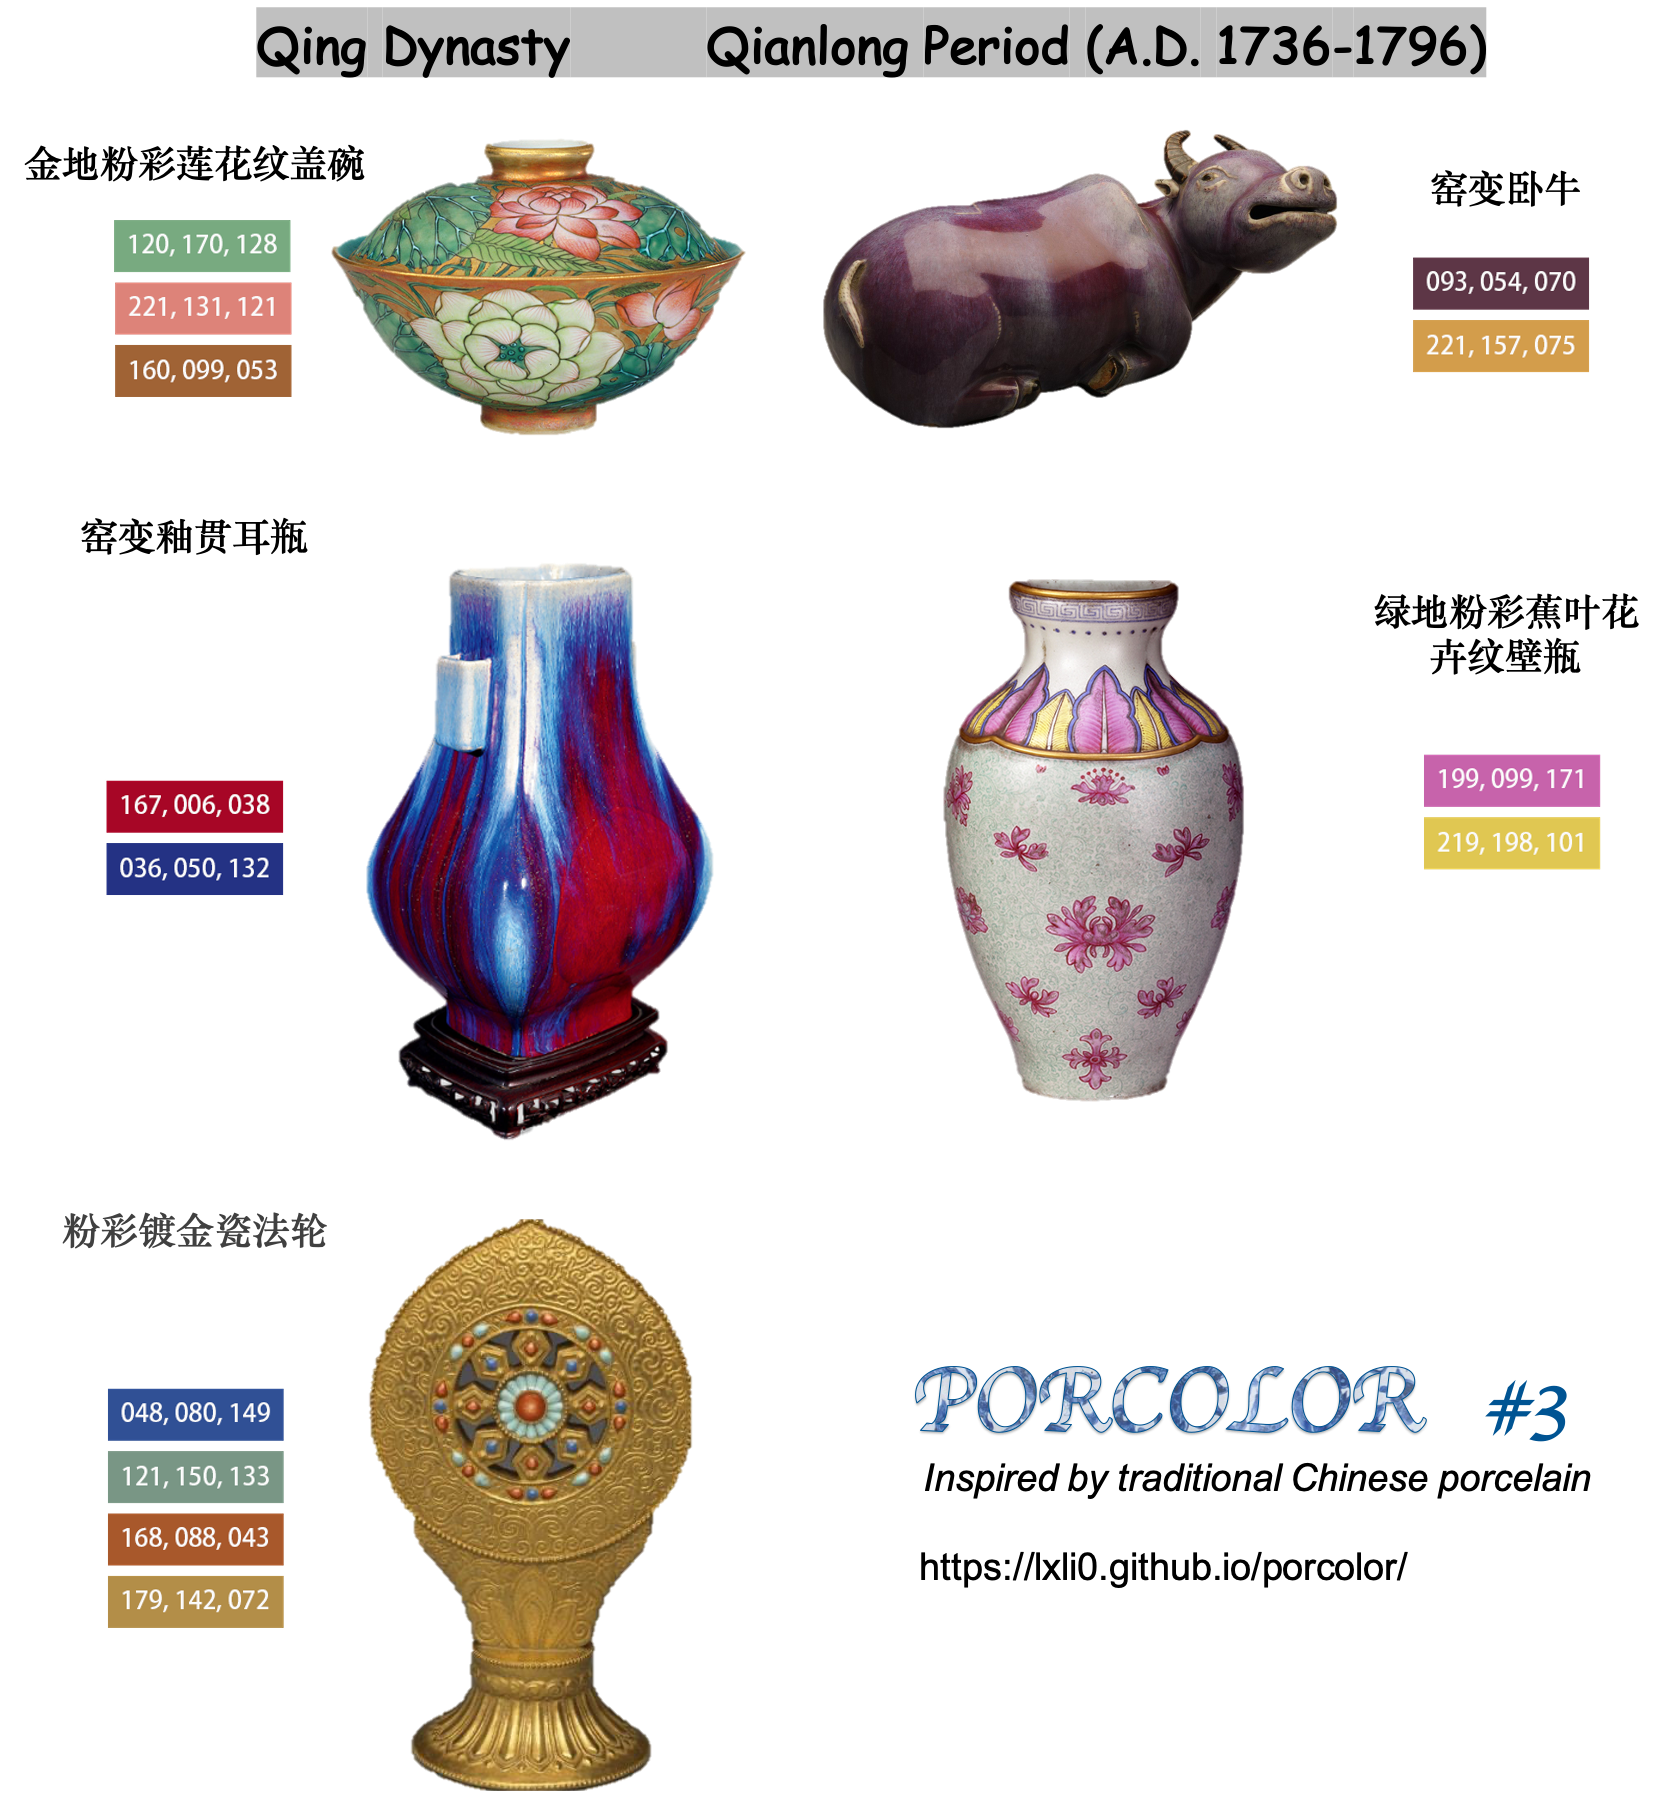 Qing Dynasty Qianlong Period (A.D. 1736-1796)
金地粉彩莲花纹盖碗
120, 170, 128
221, 131, 121
160, 099, 053
窑变卧牛
093, 054, 070
221, 157, 075
窑变釉贯耳瓶
167, 006, 038
036, 050, 132
绿地粉彩蕉叶花
卉纹壁瓶
199, 099, 171
219, 198, 101
粉彩镀金瓷法轮
048, 080, 149
121, 150, 133
168, 088, 043
179, 142, 072
PORCOLOR #3
Inspired by traditional Chinese porcelain
https://lxli0.github.io/porcolor/